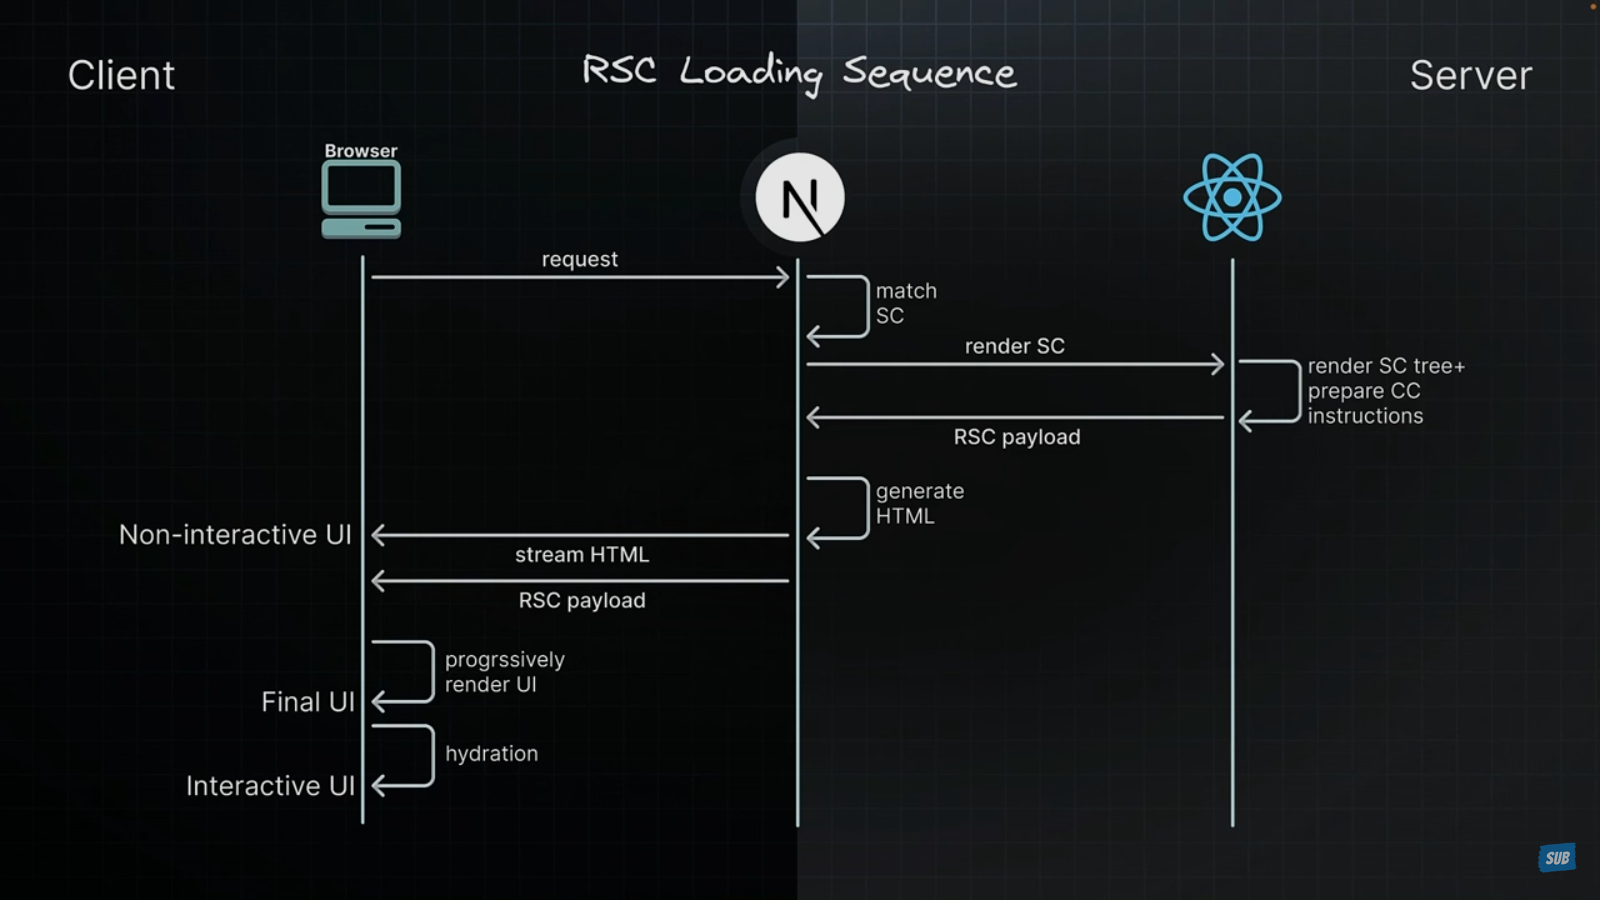 Client
RSC Loading Sequence
Server
Browser
request
match
SC
render SC
render SC tree+
prepare CC
instructions
RSC payload
generate
HTML
Non-interactive UI
stream HTML
RSC payload
progrssively
render UI
Final UI
hydration
Interactive UI
SUB